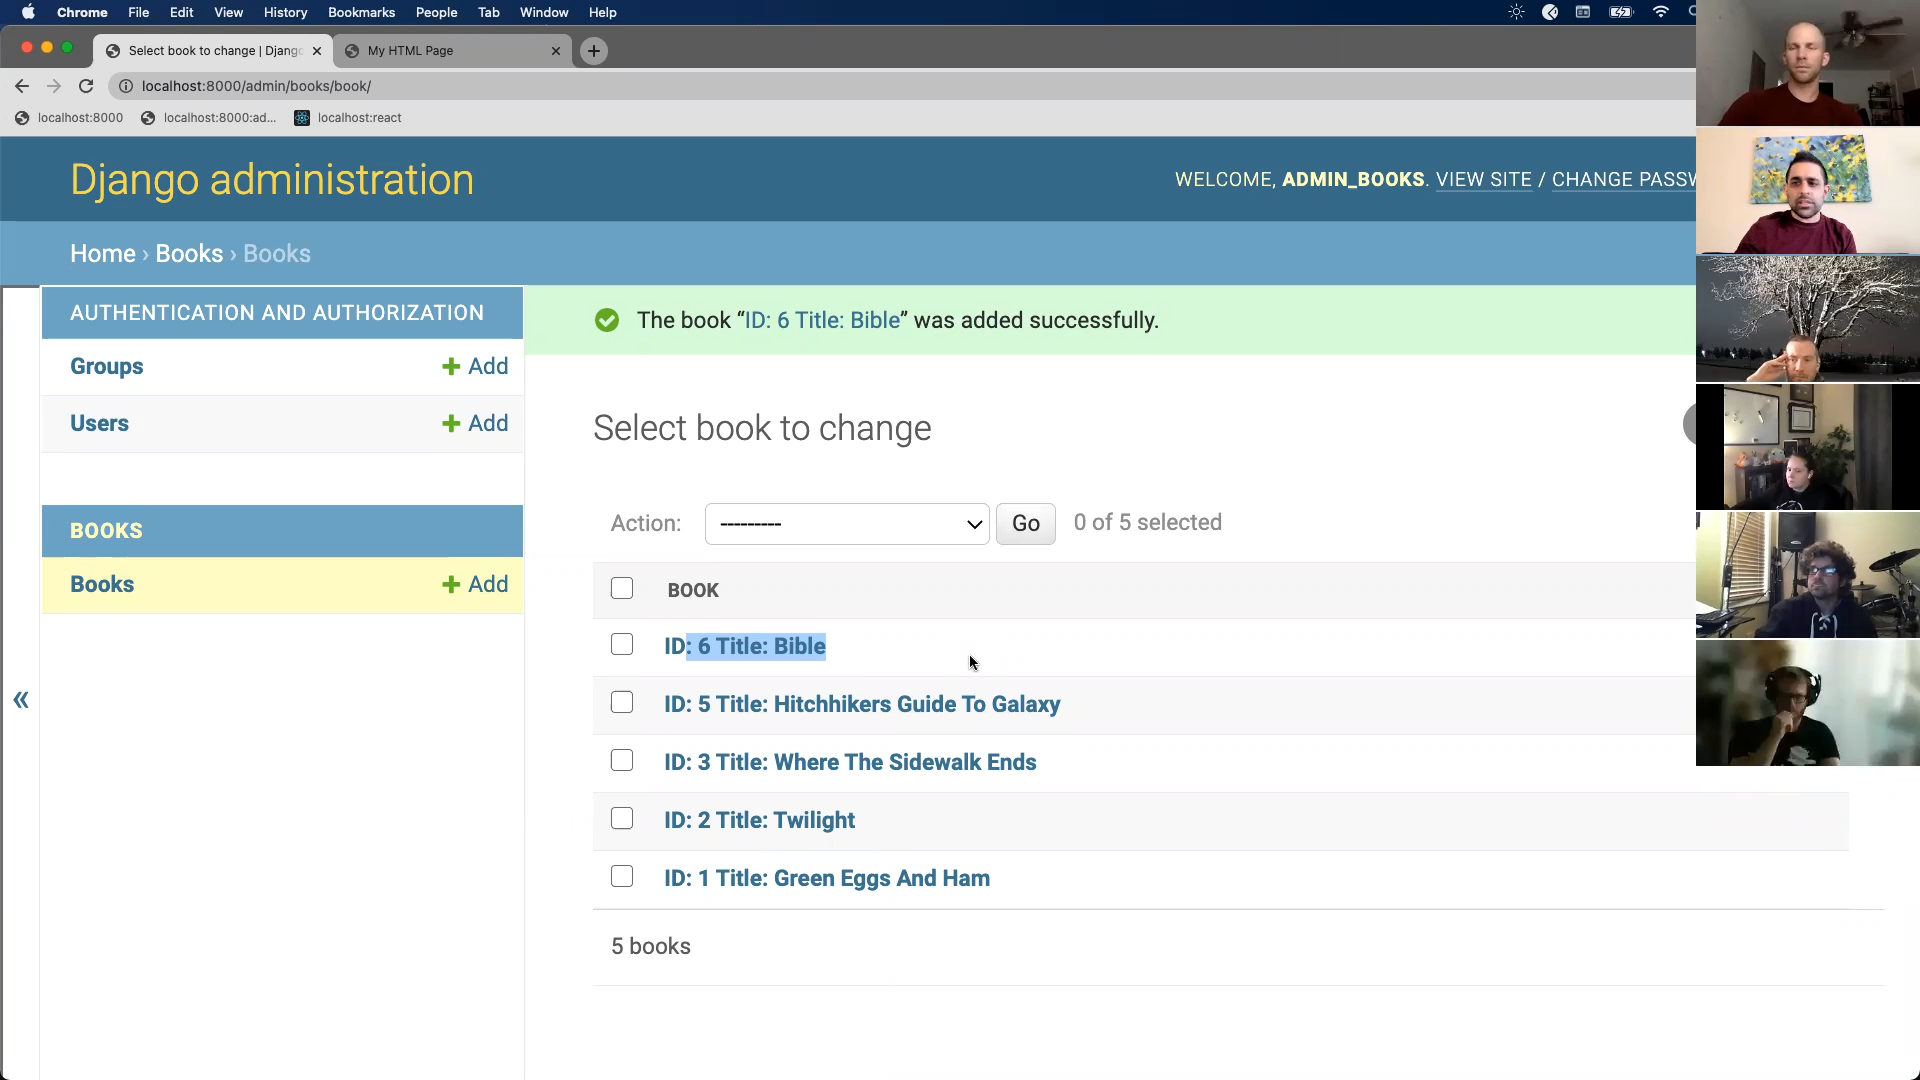 Chrome File Edit View History Bookmarks People Tab Window Help
Select book to change | Django
My HTML Page
localhost:8000/admin/books/book/
localhost:8000
localhost:8000:ad...
localhost:react
Django administration
WELCOME, ADMIN_BOOKS. VIEW SITE / CHANGE PASSW
Home › Books › Books
AUTHENTICATION AND AUTHORIZATION
Groups
Add
Users
Add
BOOKS
Books
Add
«
The book “ID: 6 Title: Bible” was added successfully.
Select book to change
Action:
---------
Go
0 of 5 selected
BOOK
ID: 6 Title: Bible
ID: 5 Title: Hitchhikers Guide To Galaxy
ID: 3 Title: Where The Sidewalk Ends
ID: 2 Title: Twilight
ID: 1 Title: Green Eggs And Ham
5 books